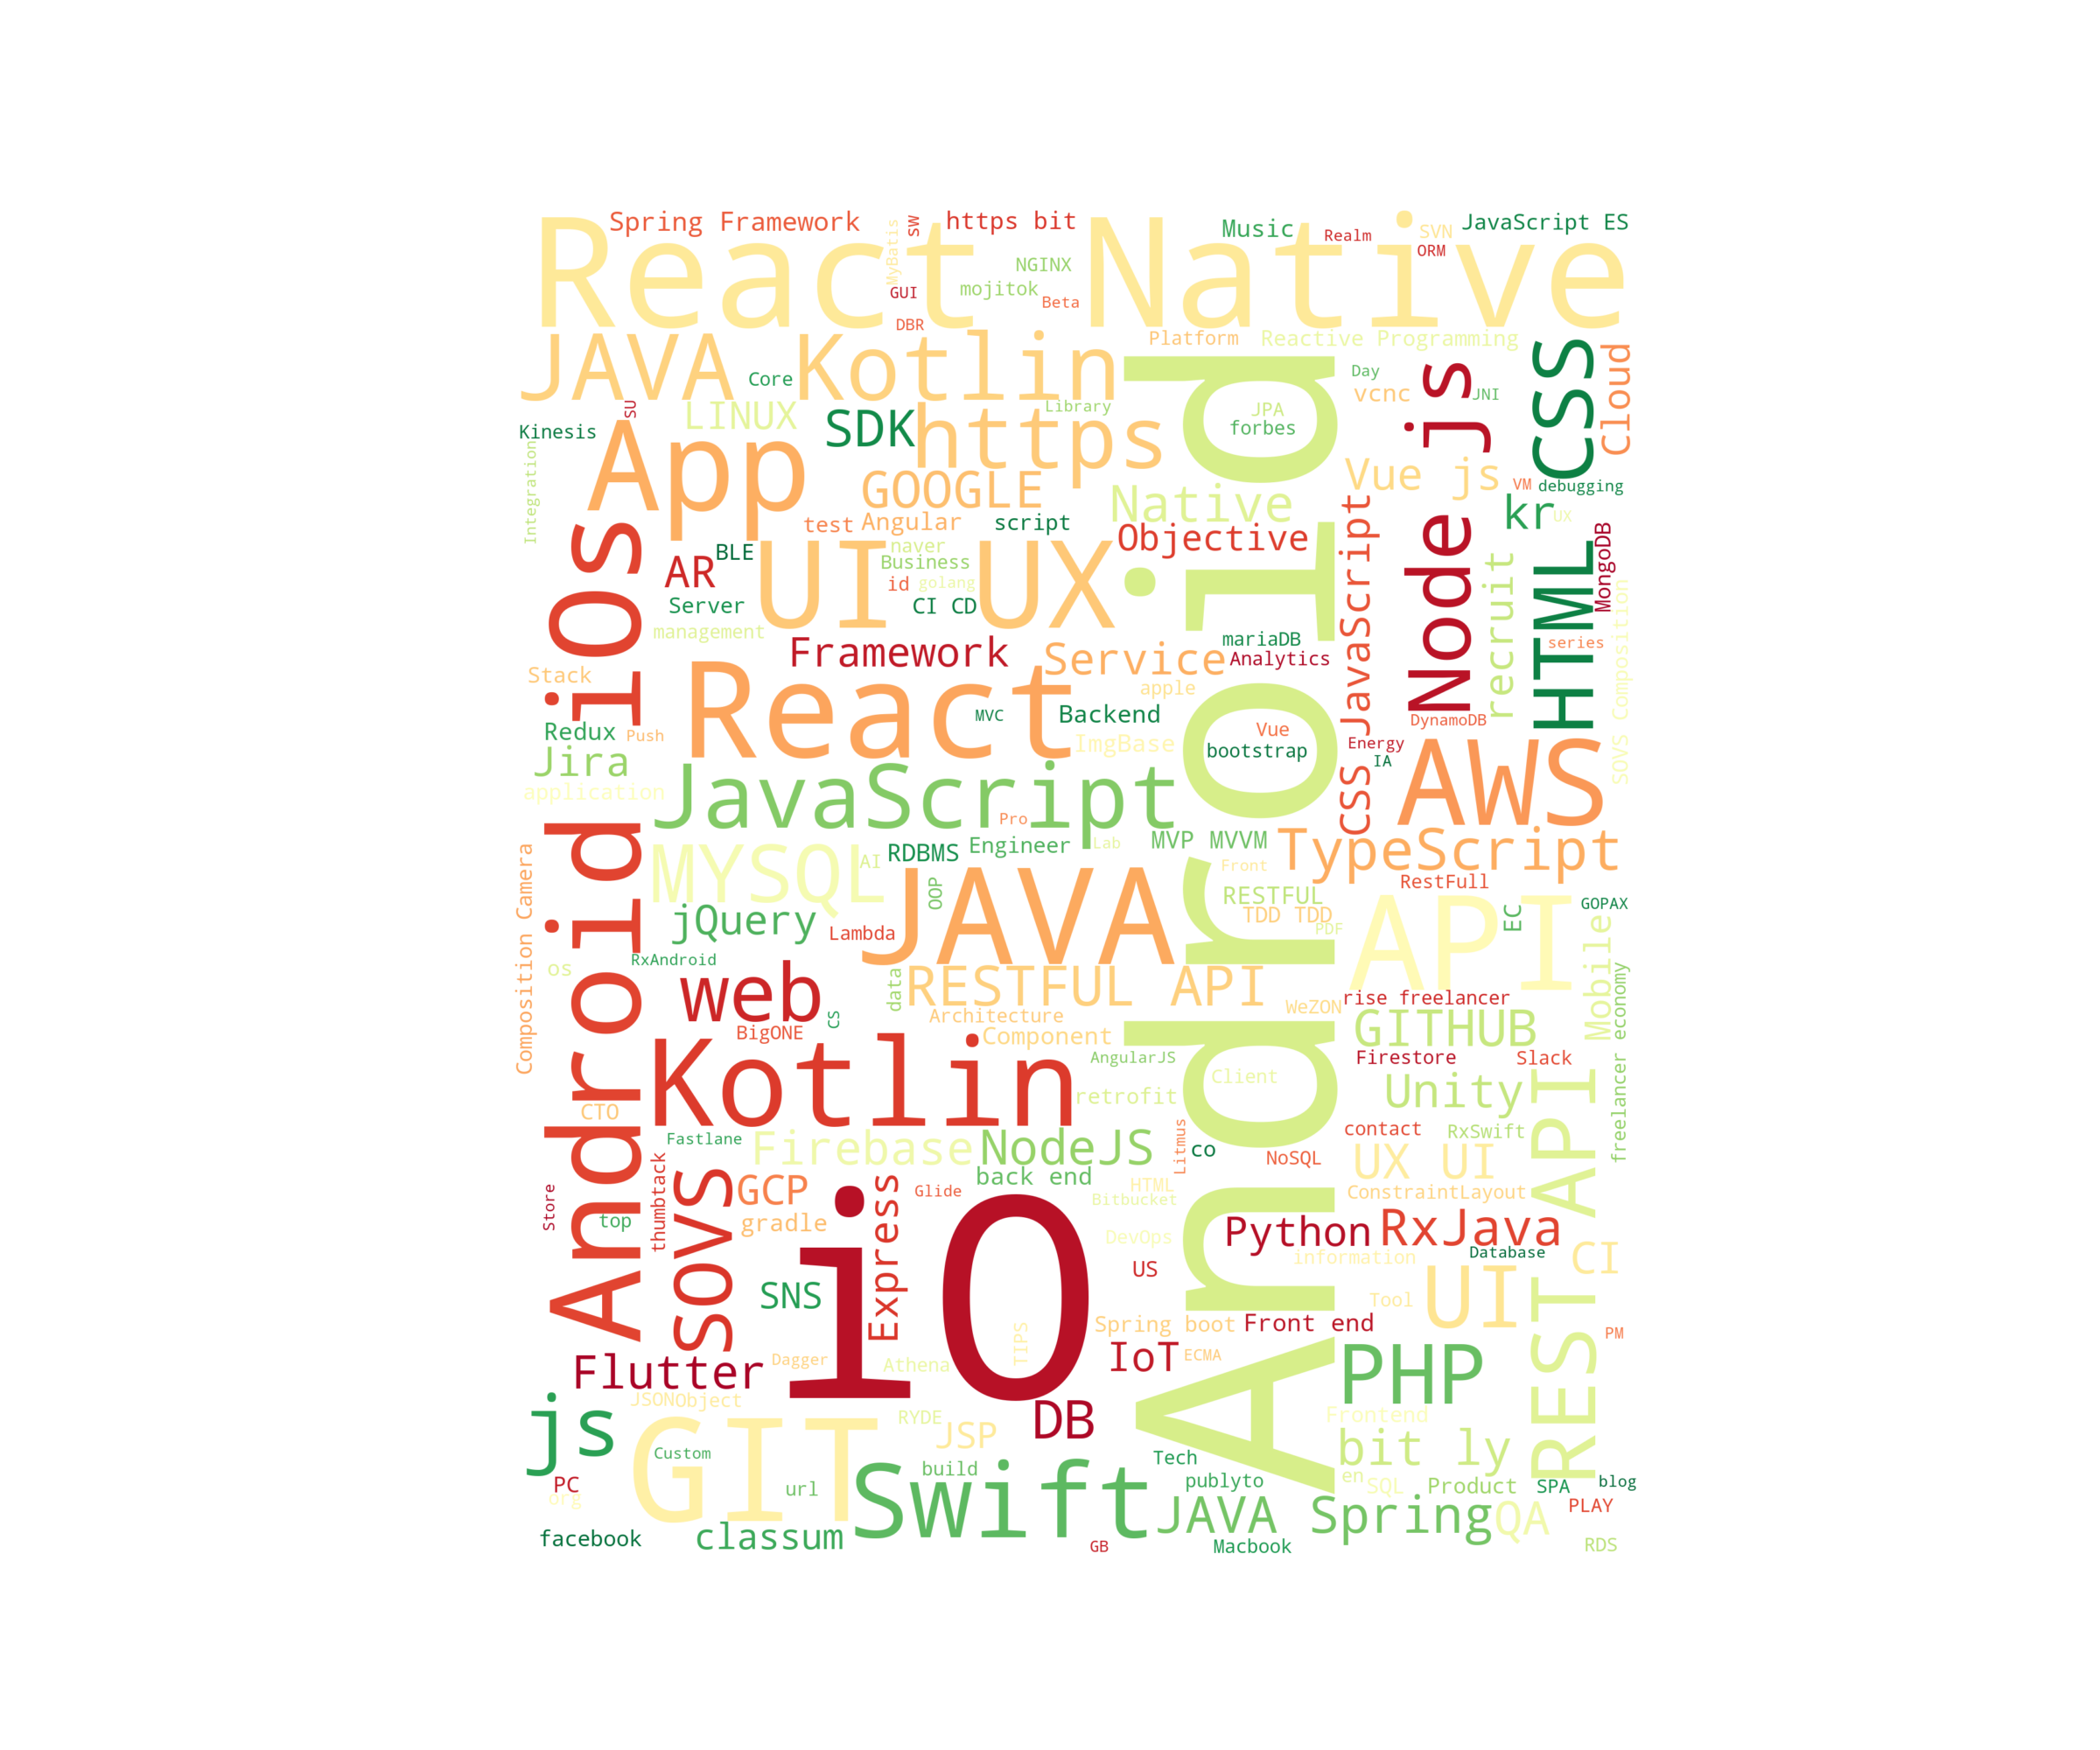 Spring Framework
https bit
Music
Realm
SVN
JavaScript ES
React Native
MyBatis
SW
ORM
NGINX
GUI
mojitok
Beta
DBR
Platform
Reactive Programming
JAVA Kotlin
Core
Day
vcnc
JNI
CSS
Cloud
SU
LINUX
SDK
https
Library
JPA
forbes
Node js
Kinesis
App
Integration
GOOGLE
Native
Vue js
VM
debugging
kr
UX
test
Angular
script
Objective
CSS JavaScript
recruit
HTML
MongoDB
Android iOS
AR
BLE
UI UX
naver
Business
id
golang
CI CD
Server
management
Framework
Service
mariaDB
Analytics
series
SOVS Composition
Stack
React
apple
Redux
Push
MVC
Backend
Vue
DynamoDB
Jira
ImgBase
bootstrap
Energy
IA
AWS
application
JavaScript
Pro
Android
MYSQL
AI
RDBMS
Engineer
Lab
MVP MVVM
TypeScript
Composition Camera
OOP
JAVA
Front
RestFull
RESTFUL
API
EC
GOPAX
jQuery
Lambda
TDD TDD
PDF
Mobile
os
RxAndroid
web
data
RESTFUL API
rise freelancer
freelancer economy
BigONE
CS
Architecture
Component
WeZON
GITHUB
Kotlin
AngularJS
Client
Firestore
Slack
retrofit
Unity
REST API
CTO
Fastlane
Firebase
NodeJS
Litmus
co
contact
RxSwift
NoSQL
UX UI
Store
thumbtack
SOVS
GCP
back end
Express
Glide
HTML
Bitbucket
ConstraintLayout
top
gradle
iO
DevOps
Python
RxJava
information
Database
CI
US
SNS
UI
Tool
Spring boot
Front end
PM
TIPS
Flutter
Dagger
Athena
IoT
ECMA
PHP
JSONObject
js
GIT
RYDE
JSP
DB
Frontend
bit ly
Custom
build
Swift
Tech
publyto
en
SQL
Product
SPA
blog
PC
org
url
JAVA
Spring
QA
PLAY
facebook
classum
GB
Macbook
RDS